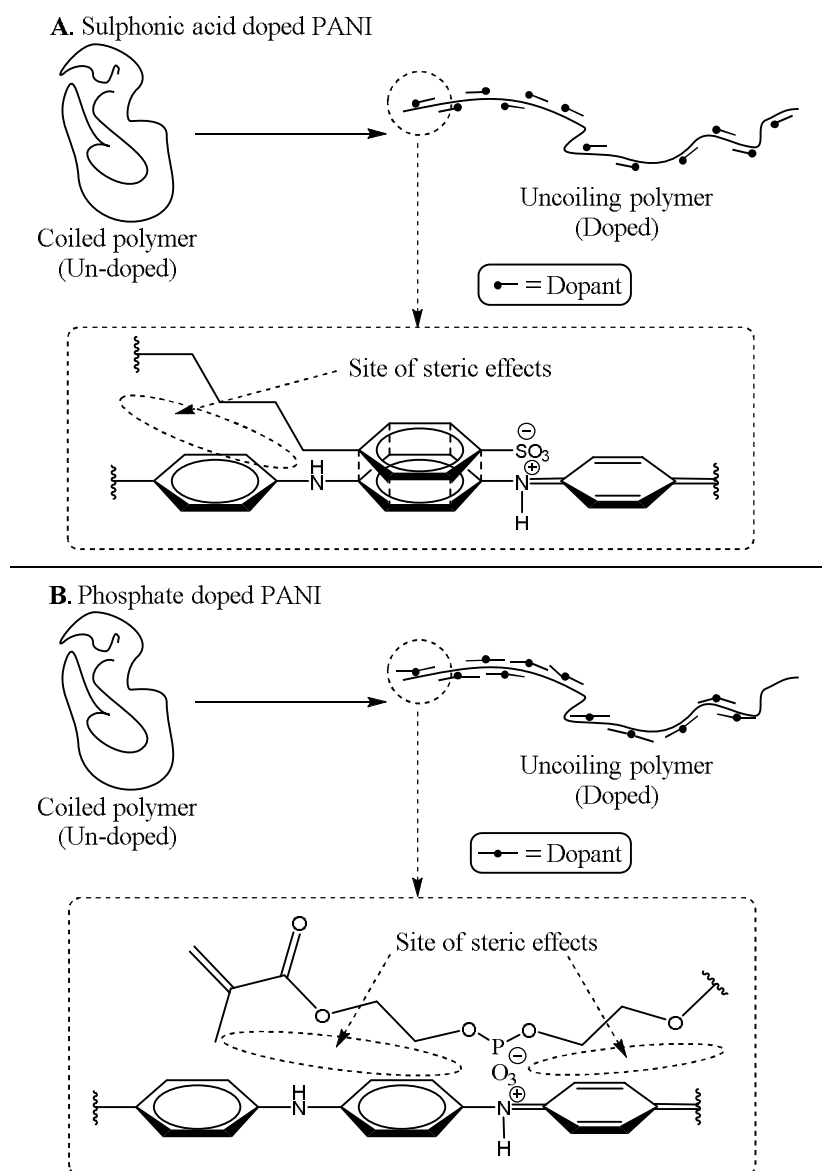 A. Sulphonic acid doped PANI
Coiled polymer
(Un-doped)
Uncoiling polymer
(Doped)
= Dopant
Site of steric effects
⊖
SO3
H
N
⊕
N
H
B. Phosphate doped PANI
Coiled polymer
(Un-doped)
Uncoiling polymer
(Doped)
= Dopant
O
Site of steric effects
O
O
P
O
O
⊖
O3
H
N
⊕
N
H